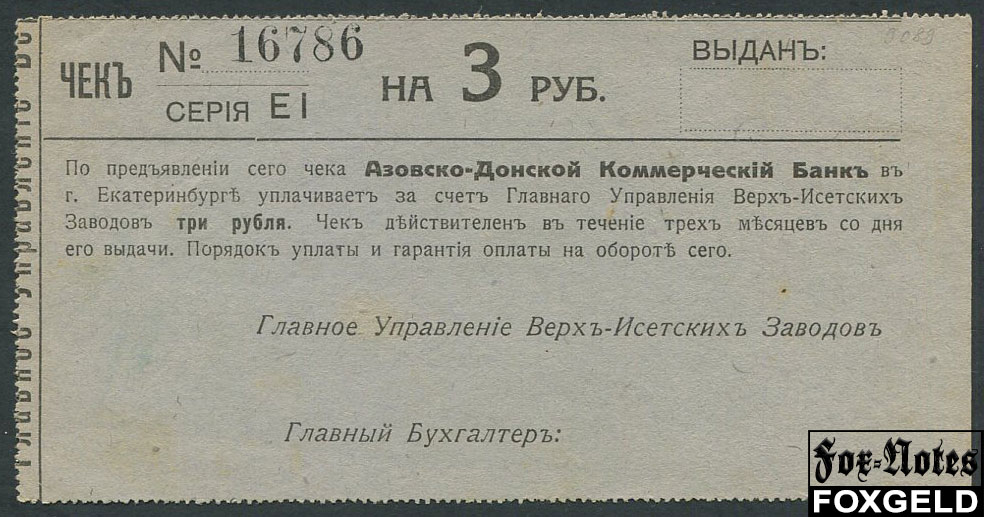 ЧЕКЪ
№ 16786
СЕРІЯ EI
НА 3 РУБ.
ВЫДАНЪ:
По предъявленіи сего чека Азовско-Донской Коммерческій Банкъ въ
г. Екатеринбургѣ уплачиваетъ за счетъ Главнаго Управленія Верхъ-Исетскихъ
Заводовъ три рубля. Чекъ дѣйствителенъ въ теченіе трехъ мѣсяцевъ со дня
его выдачи. Порядокъ уплаты и гарантія оплаты на оборотѣ сего.
Главное Управленіе Верхъ-Исетскихъ Заводовъ
Главный Бухгалтеръ:
Fox-Notes
FOXGELD